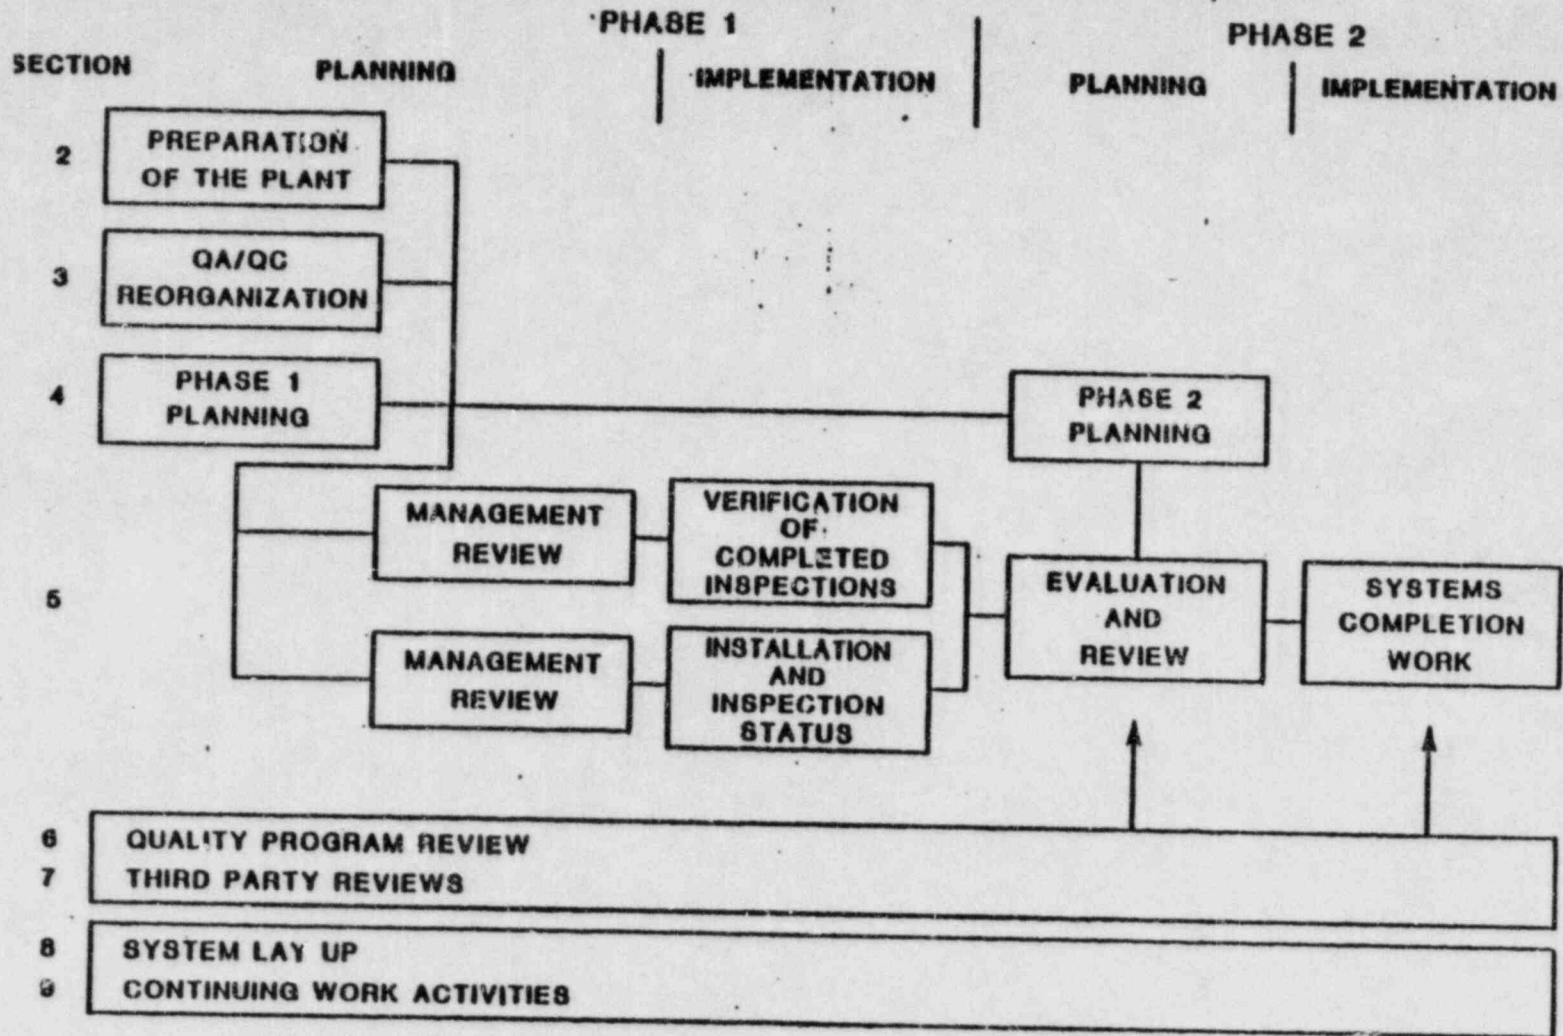 PHASE 1
PHASE 2
SECTION
PLANNING
IMPLEMENTATION
PLANNING
IMPLEMENTATION
2
PREPARATION
OF THE PLANT
3
QA/QC
REORGANIZATION
4
PHASE 1
PLANNING
PHASE 2
PLANNING
5
MANAGEMENT
REVIEW
VERIFICATION
OF
COMPLETED
INSPECTIONS
MANAGEMENT
REVIEW
INSTALLATION
AND
INSPECTION
STATUS
EVALUATION
AND
REVIEW
SYSTEMS
COMPLETION
WORK
6 QUALITY PROGRAM REVIEW
7 THIRD PARTY REVIEWS
8 SYSTEM LAY UP
9 CONTINUING WORK ACTIVITIES